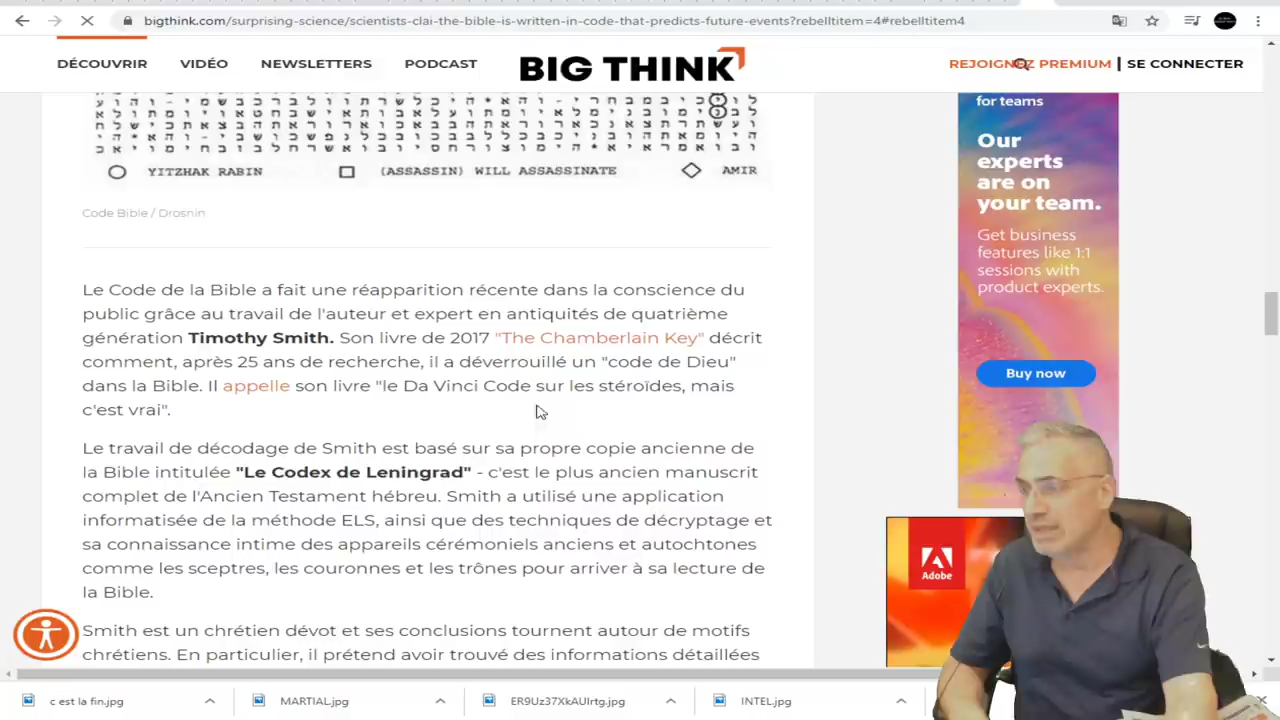 bigthink.com/surprising-science/scientists-clai-the-bible-is-written-in-code-that-predicts-future-events?rebelltitem=4#rebelltitem4
DÉCOUVRIR VIDÉO NEWSLETTERS PODCAST BIG THINK REJOIGNEZ PREMIUM | SE CONNECTER
YITZHAK RABIN (ASSASSIN) WILL ASSASSINATE AMIR
Code Bible / Drosnin
Le Code de la Bible a fait une apparition récente dans la conscience du
public grâce au travail de l'auteur et expert en antiquités de quatrième
génération Timothy Smith. Son livre de 2017 "The Chamberlain Key" décrit
comment, après 25 ans de recherche, il a déverrouillé un "code de Dieu"
dans la Bible. Il appelle son livre "le Da Vinci Code sur les stéroïdes, mais
c'est vrai".
Le travail de décodage de Smith est basé sur sa propre copie ancienne de
la Bible intitulée "Le Codex de Leningrad" - c'est le plus ancien manuscrit
complet de l'Ancien Testament hébreu. Smith a utilisé une application
informatisée de la méthode ELS, ainsi que des techniques de décryptage et
sa connaissance intime des appareils cérémoniels anciens et autochtones
comme les sceptres, les couronnes et les trônes pour arriver à sa lecture de
la Bible.
Smith est un chrétien dévot et ses conclusions tournent autour de motifs
chrétiens. En particulier, il prétend avoir trouvé des informations détaillées
for teams
Our
experts
are on
your team.
Get business
features like 1:1
sessions with
product experts.
Buy now
Adobe
c est la fin.jpg MARTIAL.jpg ER9Uz37XkAUIrtg.jpg INTEL.jpg